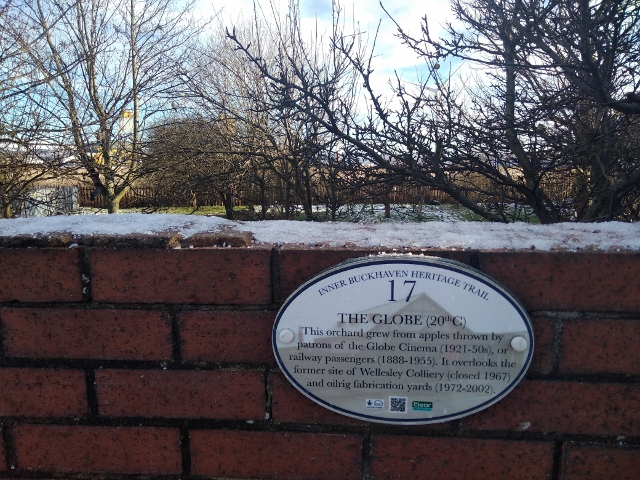 INNER BUCKHAVEN HERITAGE TRAIL
17
THE GLOBE (20thC)
This orchard grew from apples thrown by
patrons of the Globe Cinema (1921-50s), or
railway passengers (1888-1955). It overlooks the
former site of Wellesley Colliery (closed 1967)
and oilrig fabrication yards (1972-2002).
Clear